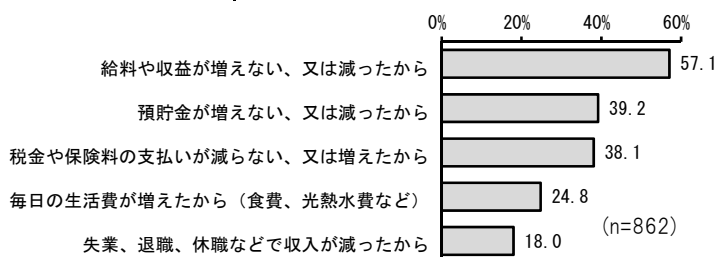 0% 20% 40% 60%
給料や収益が増えない、又は減ったから 57.1
預貯金が増えない、又は減ったから 39.2
税金や保険料の支払いが減らない、又は増えたから 38.1
毎日の生活費が増えたから（食費、光熱水費など） 24.8
(n=862)
失業、退職、休職などで収入が減ったから 18.0